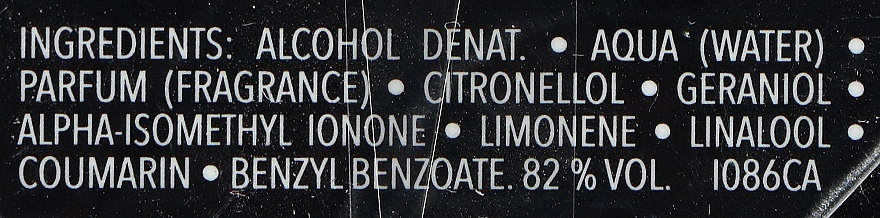 INGREDIENTS: ALCOHOL DENAT. • AQUA (WATER) •
PARFUM (FRAGRANCE) • CITRONELLOL • GERANIOL •
ALPHA-ISOMETHYL IONONE • LIMONENE • LINALOOL •
COUMARIN • BENZYL BENZOATE. 82 % VOL. I086CA